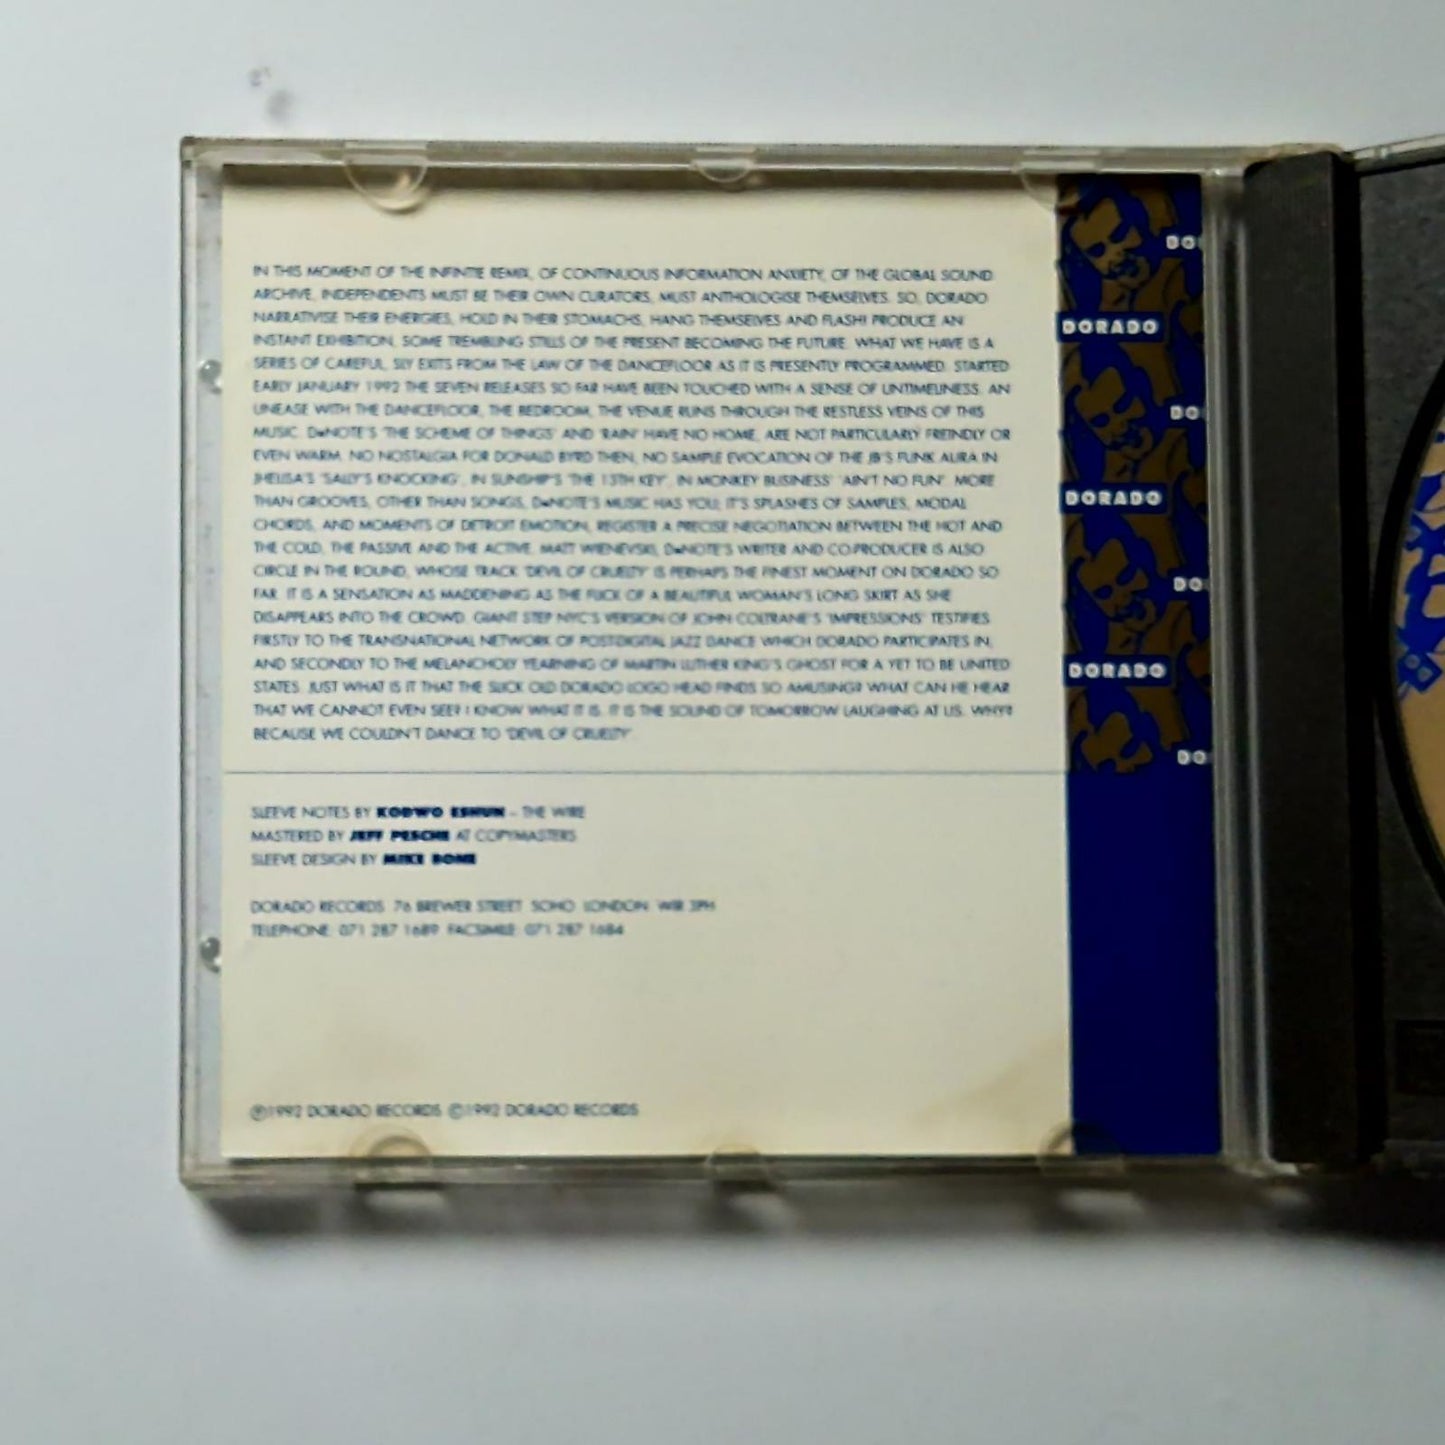 IN THIS MOMENT OF THE INFINITE REMIX, OF CONTINUOUS INFORMATION ANXIETY, OF THE GLOBAL SOUND
ARCHIVE, INDEPENDENTS MUST BE THEIR OWN CURATORS, MUST ANTHOLOGISE THEMSELVES. SO, DORADO
NARRATIVISE THEIR ENERGIES, HOLD IN THEIR STOMACHS, HANG THEMSELVES AND FLASH! PRODUCE AN
INSTANT EXHIBITION, SOME TREMBLING STILLS OF THE PRESENT BECOMING THE FUTURE. WHAT WE HAVE IS A
SERIES OF CAREFUL, SLY EXITS FROM THE LAW OF THE DANCEFLOOR AS IT IS PRESENTLY PROGRAMMED. STARTED
EARLY JANUARY 1992 THE SEVEN RELEASES SO FAR HAVE BEEN TOUCHED WITH A SENSE OF UNTIMELINESS. AN
UNEASE WITH THE DANCEFLOOR, THE BEDROOM, THE VENUE RUNS THROUGH THE RESTLESS VEINS OF THIS
MUSIC. D*NOTE'S 'THE SCHEME OF THINGS' AND 'RAIN' HAVE NO HOME, ARE NOT PARTICULARLY FREINDLY OR
EVEN WARM. NO NOSTALGIA FOR DONALD BYRD THEN, NO SAMPLE EVOCATION OF THE JB'S FUNK AURA IN
JHELISA'S 'SALLY'S KNOCKING', IN SUNSHIP'S 'THE 13TH KEY', IN MONKEY BUSINESS' 'AIN'T NO FUN'. MORE
THAN GROOVES, OTHER THAN SONGS, D*NOTE'S MUSIC HAS YOU; IT'S SPLASHES OF SAMPLES, MODAL
CHORDS, AND MOMENTS OF DETROIT EMOTION, REGISTER A PRECISE NEGOTIATION BETWEEN THE HOT AND
THE COLD, THE PASSIVE AND THE ACTIVE. MATT WIENEVSKI, D*NOTE'S WRITER AND CO-PRODUCER IS ALSO
CIRCLE IN THE ROUND, WHOSE TRACK 'DEVIL OF CRUELTY' IS PERHAPS THE FINEST MOMENT ON DORADO SO
FAR. IT IS A SENSATION AS MADDENING AS THE FLICK OF A BEAUTIFUL WOMAN'S LONG SKIRT AS SHE
DISAPPEARS INTO THE CROWD. GIANT STEP NYC'S VERSION OF JOHN COLTRANE'S 'IMPRESSIONS' TESTIFIES
FIRSTLY TO THE TRANSNATIONAL NETWORK OF POST-DIGITAL JAZZ DANCE WHICH DORADO PARTICIPATES IN,
AND SECONDLY TO THE MELANCHOLY YEARNING OF MARTIN LUTHER KING'S GHOST FOR A YET TO BE UNITED
STATES. JUST WHAT IS IT THAT THE SLICK OLD DORADO LOGO HEAD FINDS SO AMUSING? WHAT CAN HE HEAR
THAT WE CANNOT EVEN SEE? I KNOW WHAT IT IS. IT IS THE SOUND OF TOMORROW LAUGHING AT US. WHY?
BECAUSE WE COULDN'T DANCE TO 'DEVIL OF CRUELTY'.
SLEEVE NOTES BY KODWO ESHUN – THE WIRE
MASTERED BY JEFF PESCHE AT COPYMASTERS
SLEEVE DESIGN BY MIKE BONE
DORADO RECORDS 76 BREWER STREET SOHO LONDON W1R 3PH
TELEPHONE: 071 287 1689 FACSIMILE: 071 287 1684
Ⓟ1992 DORADO RECORDS ©1992 DORADO RECORDS
DO
DORADO
DO
DORADO
DO
DORADO
DO